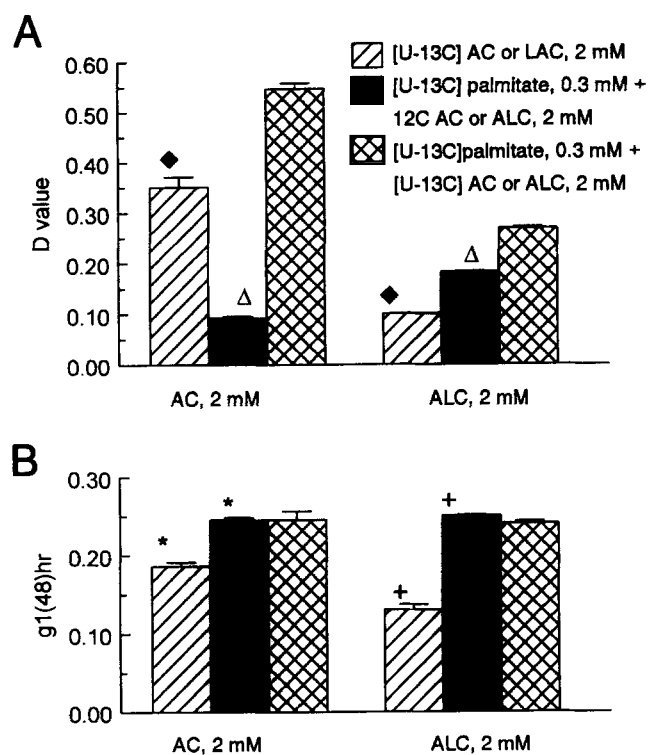 A
[U-13C] AC or LAC, 2 mM
[U-13C] palmitate, 0.3 mM +
12C AC or ALC, 2 mM
[U-13C]palmitate, 0.3 mM +
[U-13C] AC or ALC, 2 mM
D value
0.60
0.50
0.40
0.30
0.20
0.10
0.00
◆
Δ
◆
Δ
AC, 2 mM
ALC, 2 mM
B
g1(48)hr
0.30
0.20
0.10
0.00
*
*
+
+
AC, 2 mM
ALC, 2 mM